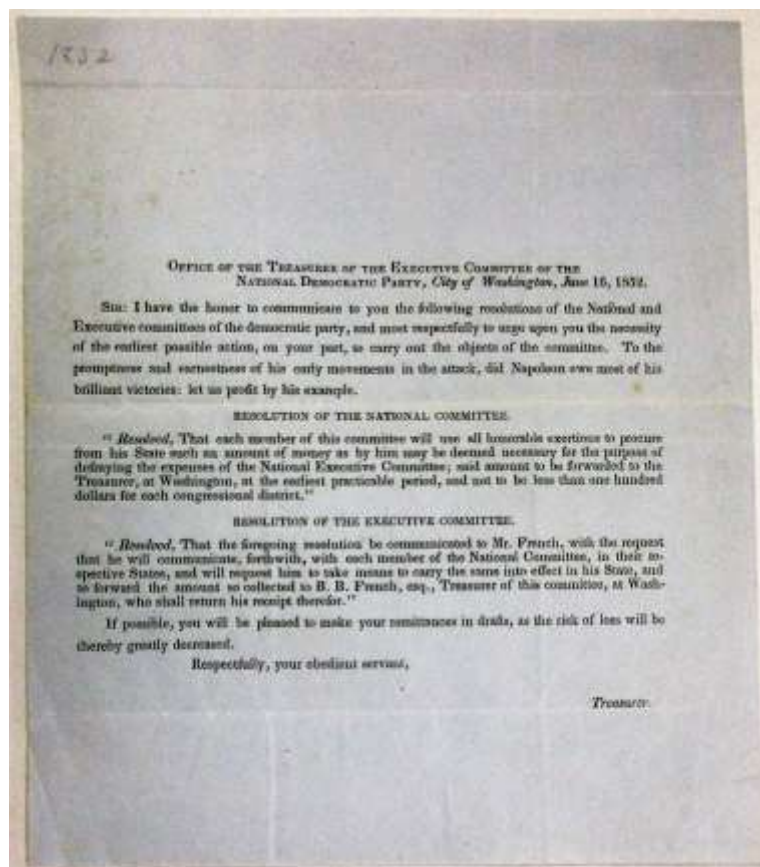 1852
OFFICE OF THE TREASURER OF THE EXECUTIVE COMMITTEE OF THE
NATIONAL DEMOCRATIC PARTY, City of Washington, June 16, 1852.
SIR: I have the honor to communicate to you the following resolutions of the National and
Executive committees of the democratic party, and most respectfully to urge upon you the necessity
of the earliest possible action, on your part, to carry out the objects of the committee. To the
promptness and earnestness of his early movements in the attack, did Napoleon owe most of his
brilliant victories: let us profit by his example.
RESOLUTION OF THE NATIONAL COMMITTEE.
"Resolved, That each member of this committee will use all honorable exertions to procure
from his State such an amount of money as by him may be deemed necessary for the purpose of
defraying the expenses of the National Executive Committee; said amount to be forwarded to the
Treasurer, at Washington, at the earliest practicable period, and not to be less than one hundred
dollars for each congressional district."
RESOLUTION OF THE EXECUTIVE COMMITTEE.
"Resolved, That the foregoing resolution be communicated to Mr. French, with the request
that he will communicate, forthwith, with each member of the National Committee, in their re-
spective States, and will request him to take means to carry the same into effect in his State, and
so forward the amount so collected to B. B. French, esq., Treasurer of this committee, at Wash-
ington, who shall return his receipt therefor."
If possible, you will be pleased to make your remittances in drafts, as the risk of loss will be
thereby greatly decreased.
Respectfully, your obedient servant,
Treasurer.